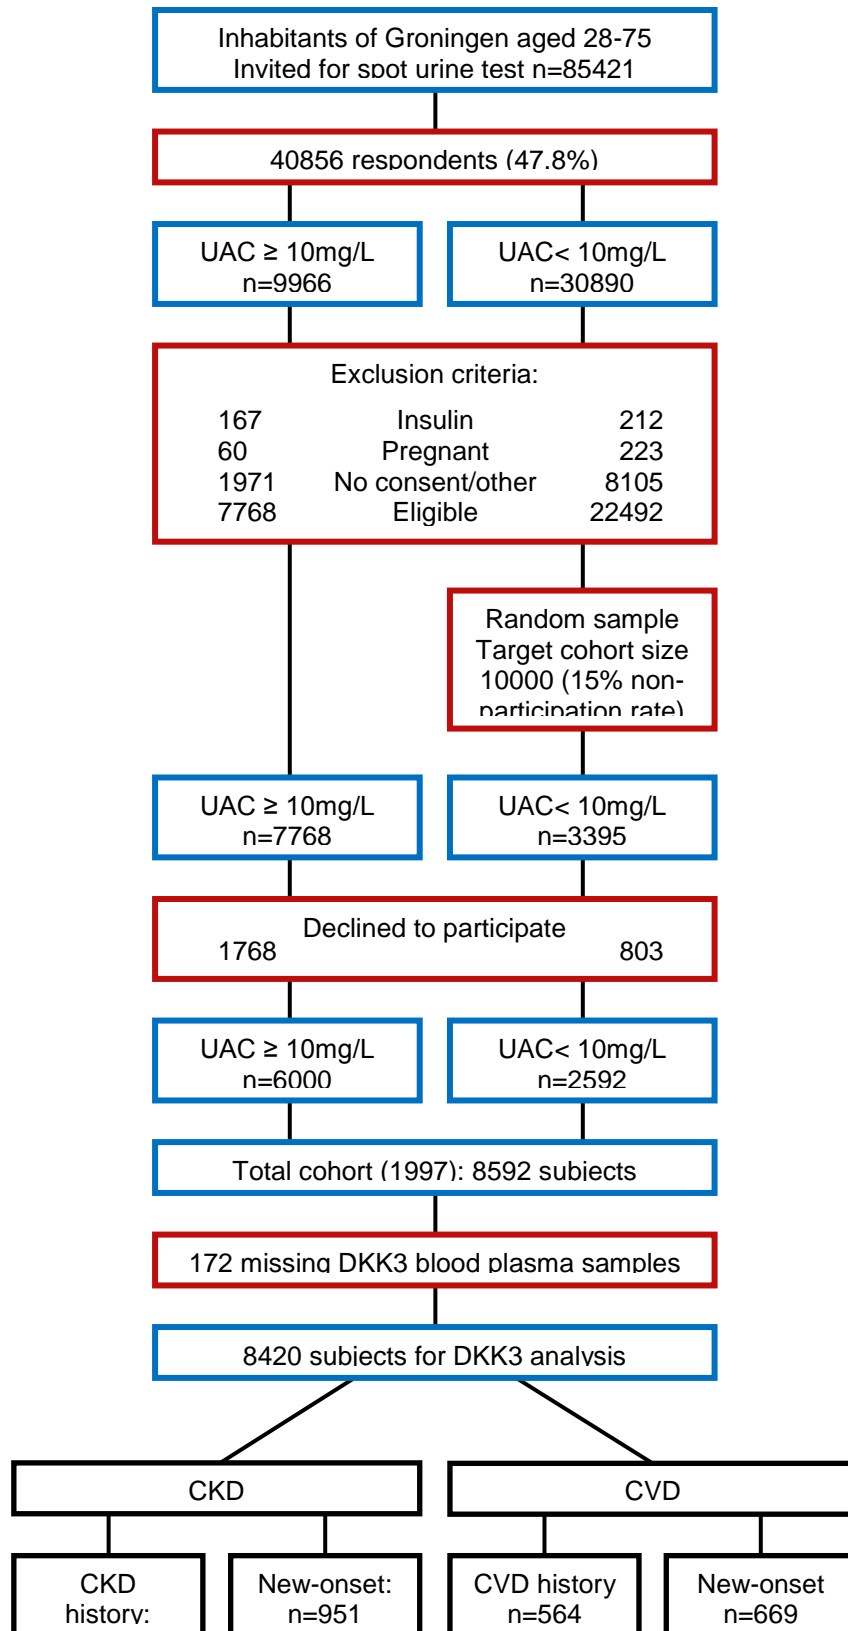 Inhabitants of Groningen aged 28-75
Invited for spot urine test n=85421
40856 respondents (47.8%)
UAC ≥ 10mg/L
n=9966
UAC< 10mg/L
n=30890
Exclusion criteria:
167 Insulin 212
60 Pregnant 223
1971 No consent/other 8105
7768 Eligible 22492
Random sample
Target cohort size
10000 (15% non-
participation rate)
UAC ≥ 10mg/L
n=7768
UAC< 10mg/L
n=3395
Declined to participate
1768 803
UAC ≥ 10mg/L
n=6000
UAC< 10mg/L
n=2592
Total cohort (1997): 8592 subjects
172 missing DKK3 blood plasma samples
8420 subjects for DKK3 analysis
CKD
CVD
CKD
history:
New-onset:
n=951
CVD history
n=564
New-onset
n=669